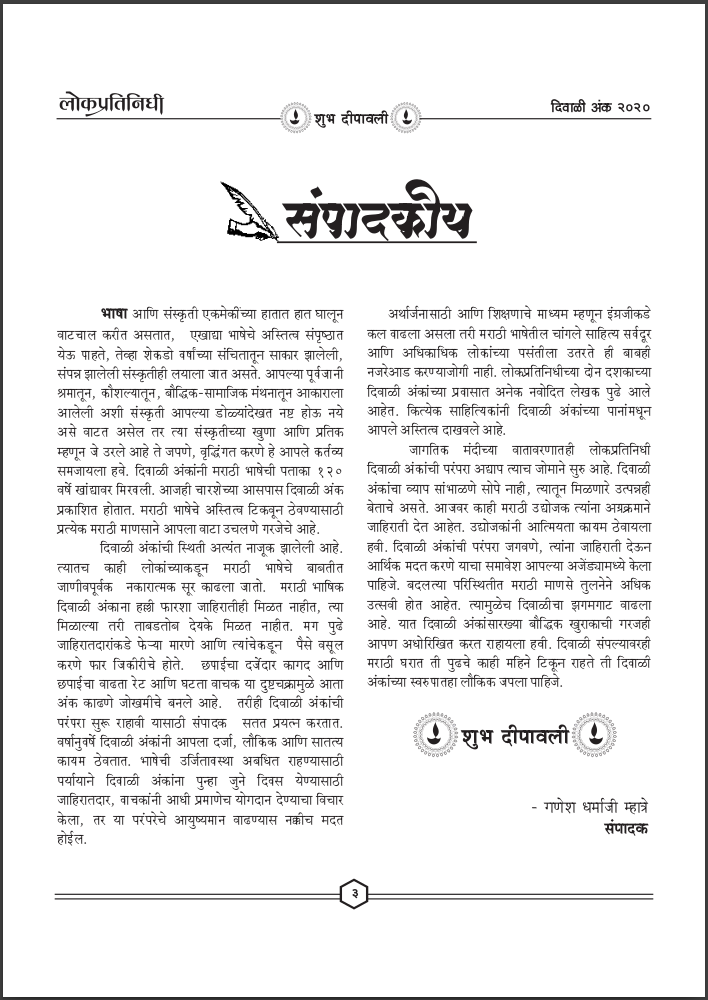 लोकप्रतिनिधी
शुभ दीपावली
दिवाळी अंक २०२०
संपादकीय
भाषा आणि संस्कृती एकमेकींच्या हातात हात घालून
वाटचाल करीत असतात, एखाद्या भाषेचे अस्तित्व संपृष्ठात
येऊ पाहते, तेव्हा शेकडो वर्षांच्या संचितातून साकार झालेली,
संपन्न झालेली संस्कृतीही लयाला जात असते. आपल्या पूर्वजांनी
श्रमातून, कौशल्यातून, बौद्धिक-सामाजिक मंथनातून आकाराला
आलेली अशी संस्कृती आपल्या डोळ्यांदेखत नष्ट होऊ नये
असे वाटत असेल तर त्या संस्कृतीच्या खुणा आणि प्रतिक
म्हणून जे उरले आहे ते जपणे, वृद्धिंगत करणे हे आपले कर्तव्य
समजायला हवे. दिवाळी अंकांनी मराठी भाषेची पताका १२०
वर्षे खांद्यावर मिरवली. आजही चारशेच्या आसपास दिवाळी अंक
प्रकाशित होतात. मराठी भाषेचे अस्तित्व टिकवून ठेवण्यासाठी
प्रत्येक मराठी माणसाने आपला वाटा उचलणे गरजेचे आहे.
दिवाळी अंकांची स्थिती अत्यंत नाजूक झालेली आहे.
त्यातच काही लोकांच्याकडून मराठी भाषेचे बाबतीत
जाणीवपूर्वक नकारात्मक सूर काढला जातो. मराठी भाषिक
दिवाळी अंकाना हल्ली फारशा जाहिरातीही मिळत नाहीत, त्या
मिळाल्या तरी ताबडतोब देयके मिळत नाहीत. मग पुढे
जाहिरातदारांकडे फेऱ्या मारणे आणि त्यांचेकडून पैसे वसूल
करणे फार जिकीरीचे होते. छपाईचा दर्जेदार कागद आणि
छपाईचा वाढता रेट आणि घटता वाचक या दुष्टचक्रामुळे आता
अंक काढणे जोखमीचे बनले आहे. तरीही दिवाळी अंकांची
परंपरा सुरू राहावी यासाठी संपादक सतत प्रयत्न करतात.
वर्षानुवर्षे दिवाळी अंकांनी आपला दर्जा, लौकिक आणि सातत्य
कायम ठेवतात. भाषेची उर्जितावस्था अबधित राहण्यासाठी
पर्यायाने दिवाळी अंकांना पुन्हा जुने दिवस येण्यासाठी
जाहिरातदार, वाचकांनी आधी प्रमाणेच योगदान देण्याचा विचार
केला, तर या परंपरेचे आयुष्यमान वाढण्यास नक्कीच मदत
होईल.
अर्थार्जनासाठी आणि शिक्षणाचे माध्यम म्हणून इंग्रजीकडे
कल वाढला असला तरी मराठी भाषेतील चांगले साहित्य सर्वदूर
आणि अधिकाधिक लोकांच्या पसंतीला उतरते ही बाबही
नजरेआड करण्याजोगी नाही. लोकप्रतिनिधीच्या दोन दशकाच्या
दिवाळी अंकांच्या प्रवासात अनेक नवोदित लेखक पुढे आले
आहेत. कित्येक साहित्यिकांनी दिवाळी अंकांच्या पानांमधून
आपले अस्तित्व दाखवले आहे.
जागतिक मंदीच्या वातावरणातही लोकप्रतिनिधी
दिवाळी अंकांची परंपरा अद्याप त्याच जोमाने सुरु आहे. दिवाळी
अंकांचा व्याप सांभाळणे सोपे नाही, त्यातून मिळणारे उत्पन्नही
बेताचे असते. आजवर काही मराठी उद्योजक त्यांना अग्रक्रमाने
जाहिराती देत आहेत. उद्योजकांनी आत्मियता कायम ठेवायला
हवी. दिवाळी अंकांची परंपरा जगवणे, त्यांना जाहिराती देऊन
आर्थिक मदत करणे याचा समावेश आपल्या अजेंड्यामध्ये केला
पाहिजे. बदलत्या परिस्थितीत मराठी माणसे तुलनेने अधिक
उत्सवी होत आहेत. त्यामुळेच दिवाळीचा झगमगाट वाढला
आहे. यात दिवाळी अंकांसारख्या बौद्धिक खुराकाची गरजही
आपण अधोरिखित करत राहायला हवी. दिवाळी संपल्यावरही
मराठी घरात ती पुढचे काही महिने टिकून राहते ती दिवाळी
अंकांच्या स्वरुपातहा लौकिक जपला पाहिजे.
शुभ दीपावली
- गणेश धर्माजी म्हात्रे
संपादक
३